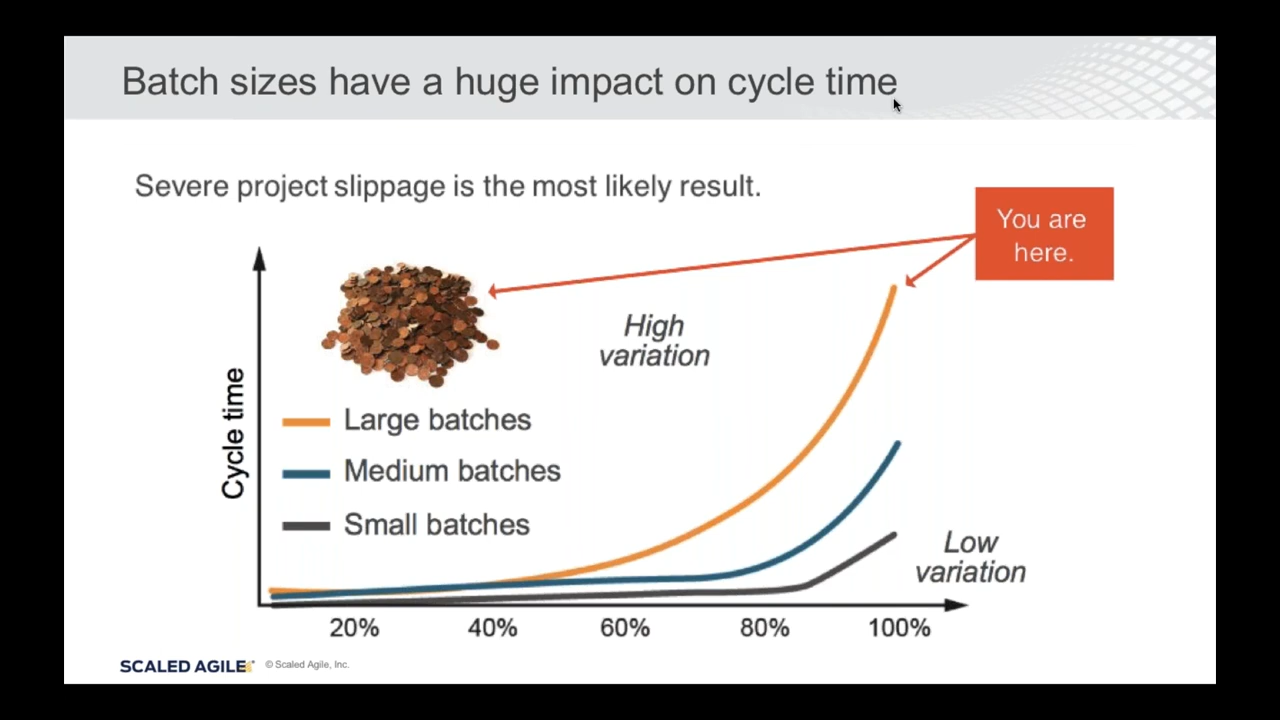 Batch sizes have a huge impact on cycle time
Severe project slippage is the most likely result.
You are
here.
High
variation
Cycle time
Large batches
Medium batches
Small batches
Low
variation
20% 40% 60% 80% 100%
SCALED AGILE © Scaled Agile, Inc.